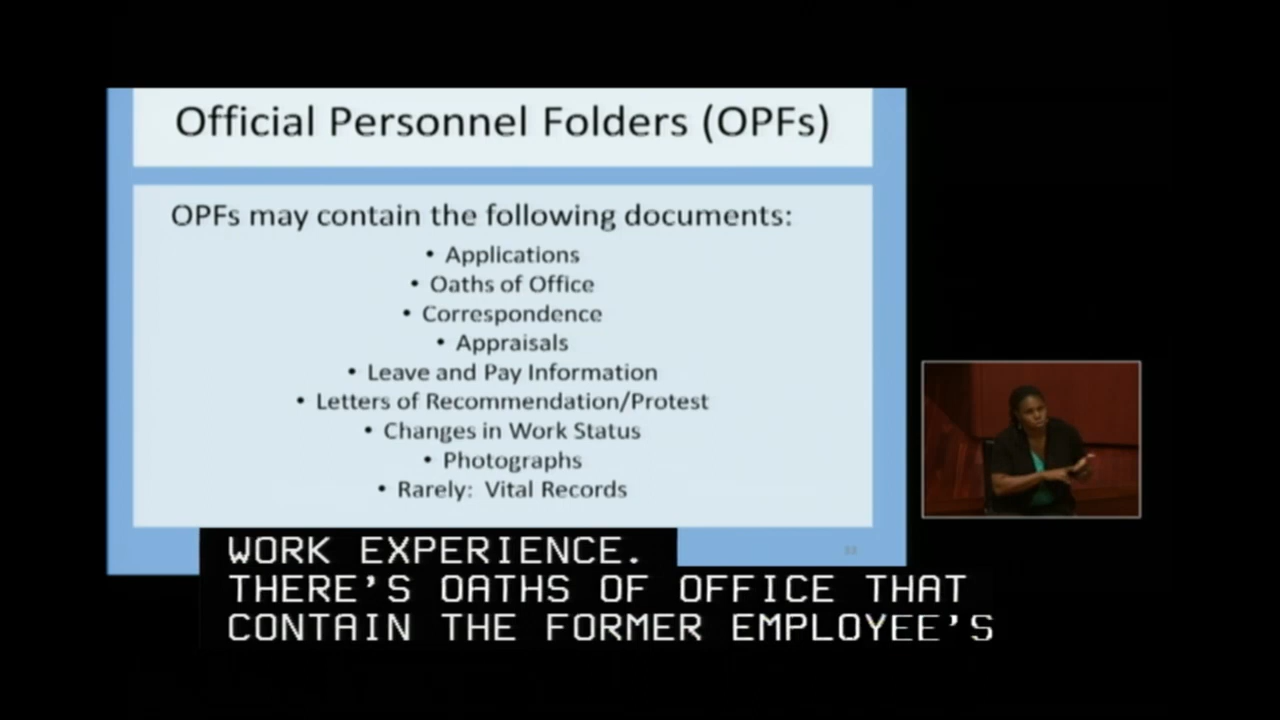 Official Personnel Folders (OPFs)
OPFs may contain the following documents:
• Applications
• Oaths of Office
• Correspondence
• Appraisals
• Leave and Pay Information
• Letters of Recommendation/Protest
• Changes in Work Status
• Photographs
• Rarely: Vital Records
WORK EXPERIENCE.
THERE'S OATHS OF OFFICE THAT
CONTAIN THE FORMER EMPLOYEE'S